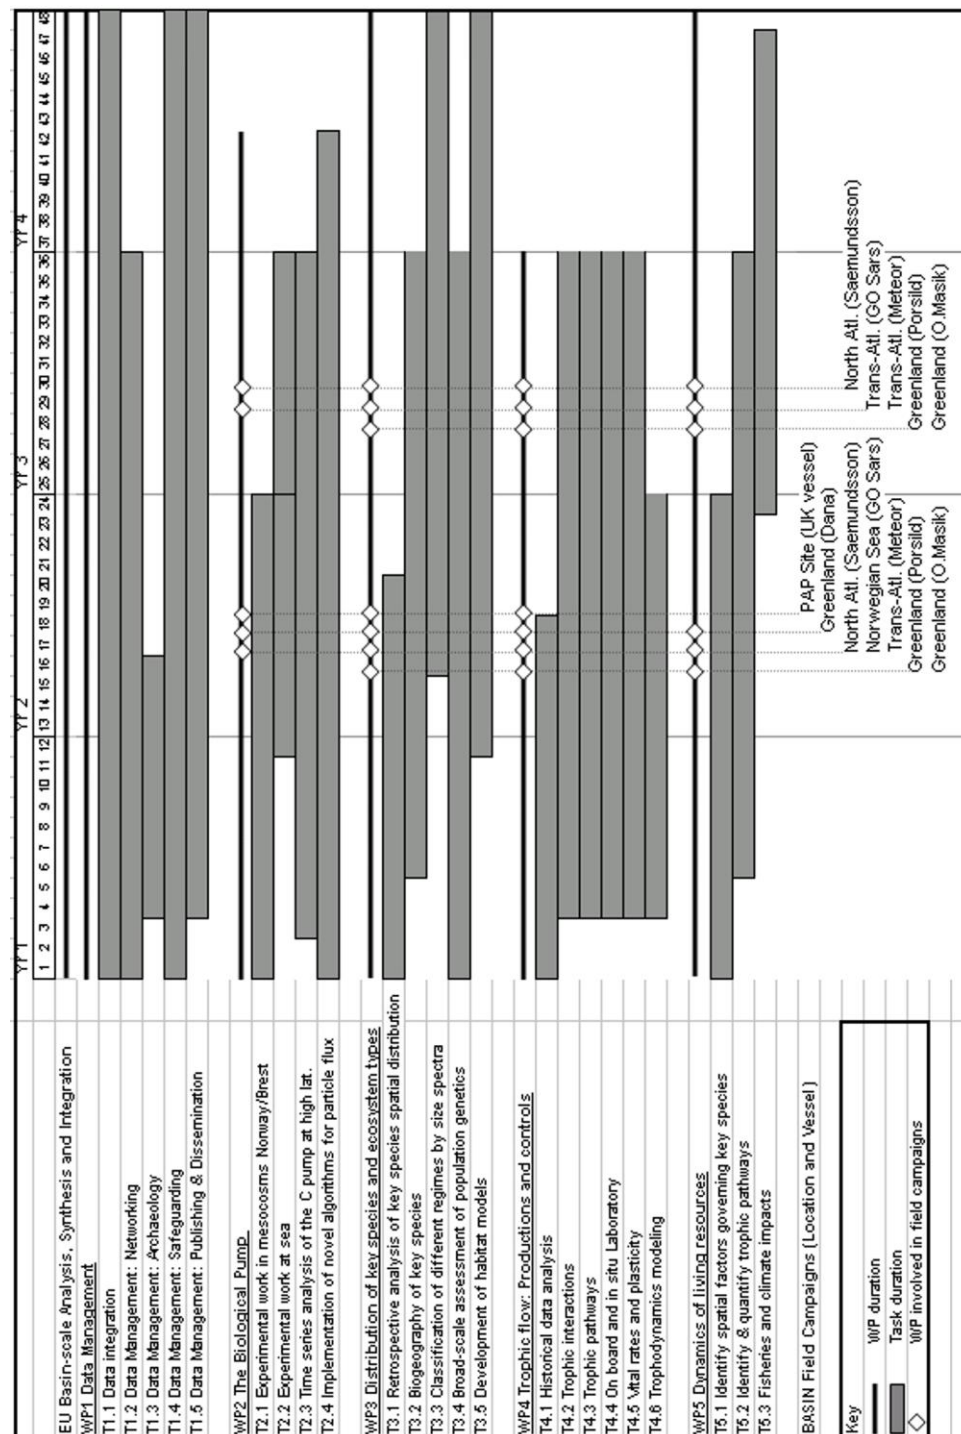 YP1 YP2 YP3 YP4
1 2 3 4 5 6 7 8 9 10 11 12 13 14 15 16 17 18 19 20 21 22 23 24 25 26 27 28 29 30 31 32 33 34 35 36 37 38 39 40 41 42 43 44 45 46 47 48
EU Basin-scale Analysis, Synthesis and Integration
WP1 Data Management
T1.1 Data integration
T1.2 Data Management: Networking
T1.3 Data Management: Archaeology
T1.4 Data Management: Safeguarding
T1.5 Data Management: Publishing & Dissemination
WP2 The Biological Pump
T2.1 Experimental work in mesocosms Norway/Brest
T2.2 Experimental work at sea
T2.3 Time series analysis of the C pump at high lat.
T2.4 Implementation of novel algorithms for particle flux
WP3 Distribution of key species and ecosystem types
T3.1 Retrospective analysis of key species spatial distribution
T3.2 Biogeography of key species
T3.3 Classification of different regimes by size spectra
T3.4 Broad-scale assessment of population genetics
T3.5 Development of habitat models
WP4 Trophic flow: Productions and controls
T4.1 Historical data analysis
T4.2 Trophic interactions
T4.3 Trophic pathways
T4.4 On board and in situ Laboratory
T4.5 Vital rates and plasticity
T4.6 Trophodynamics modeling
WP5 Dynamics of living resources
T5.1 Identify spatial factors governing key species
T5.2 Identify & quantify trophic pathways
T5.3 Fisheries and climate impacts
BASIN Field Campaigns (Location and Vessel)
PAP Site (UK vessel)
Greenland (Dana)
North Atl. (Saemundsson)
Norwegian Sea (GO Sars)
Trans-Atl. (Meteor)
Greenland (Porsild)
Greenland (O.Masik)
North Atl. (Saemundsson)
Trans-Atl. (GO Sars)
Trans-Atl. (Meteor)
Greenland (Porsild)
Greenland (O.Masik)
Key
WP duration
Task duration
WP involved in field campaigns